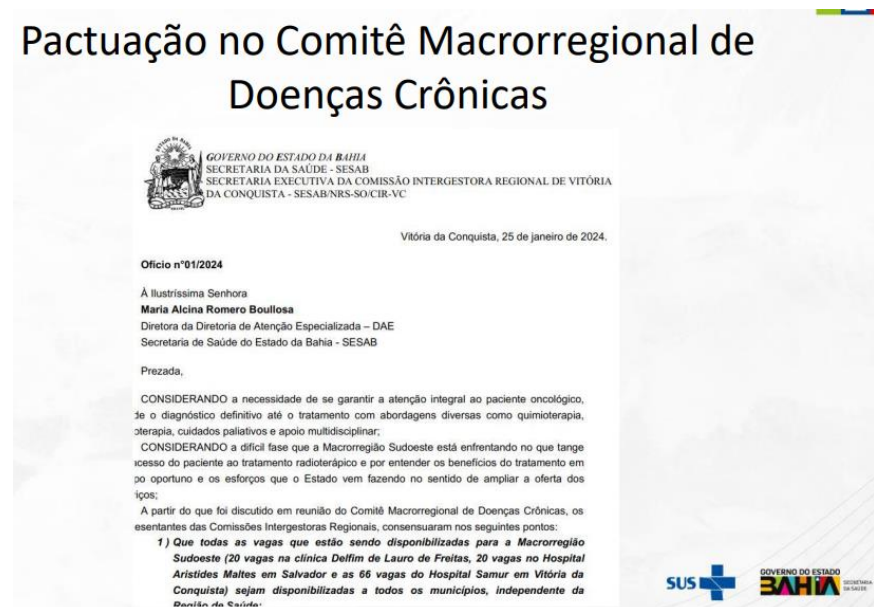 Pactuação no Comitê Macrorregional de
Doenças Crônicas
GOVERNO DO ESTADO DA BAHIA
SECRETARIA DA SAÚDE - SESAB
SECRETARIA EXECUTIVA DA COMISSÃO INTERGESTORA REGIONAL DE VITÓRIA
DA CONQUISTA - SESAB/NRS-SO/CIR-VC
Vitória da Conquista, 25 de janeiro de 2024.
Oficio n°01/2024
À Ilustríssima Senhora
Maria Alcina Romero Boullosa
Diretora da Diretoria de Atenção Especializada – DAE
Secretaria de Saúde do Estado da Bahia - SESAB
Prezada,
CONSIDERANDO a necessidade de se garantir a atenção integral ao paciente oncológico,
de o diagnóstico definitivo até o tratamento com abordagens diversas como quimioterapia,
oterapia, cuidados paliativos e apoio multidisciplinar;
CONSIDERANDO a difícil fase que a Macrorregião Sudoeste está enfrentando no que tange
cesso do paciente ao tratamento radioterápico e por entender os benefícios do tratamento em
po oportuno e os esforços que o Estado vem fazendo no sentido de ampliar a oferta dos
iços;
A partir do que foi discutido em reunião do Comitê Macrorregional de Doenças Crônicas, os
esentantes das Comissões Intergestoras Regionais, consensuaram nos seguintes pontos:
1 ) Que todas as vagas que estão sendo disponibilizadas para a Macrorregião
Sudoeste (20 vagas na clínica Delfim de Lauro de Freitas, 20 vagas no Hospital
Aristides Maltes em Salvador e as 66 vagas do Hospital Samur em Vitória da
Conquista) sejam disponibilizadas a todos os municípios, independente da
Região de Saúde;
SUS
GOVERNO DO ESTADO
BAHIA
SECRETARIA
DA SAÚDE